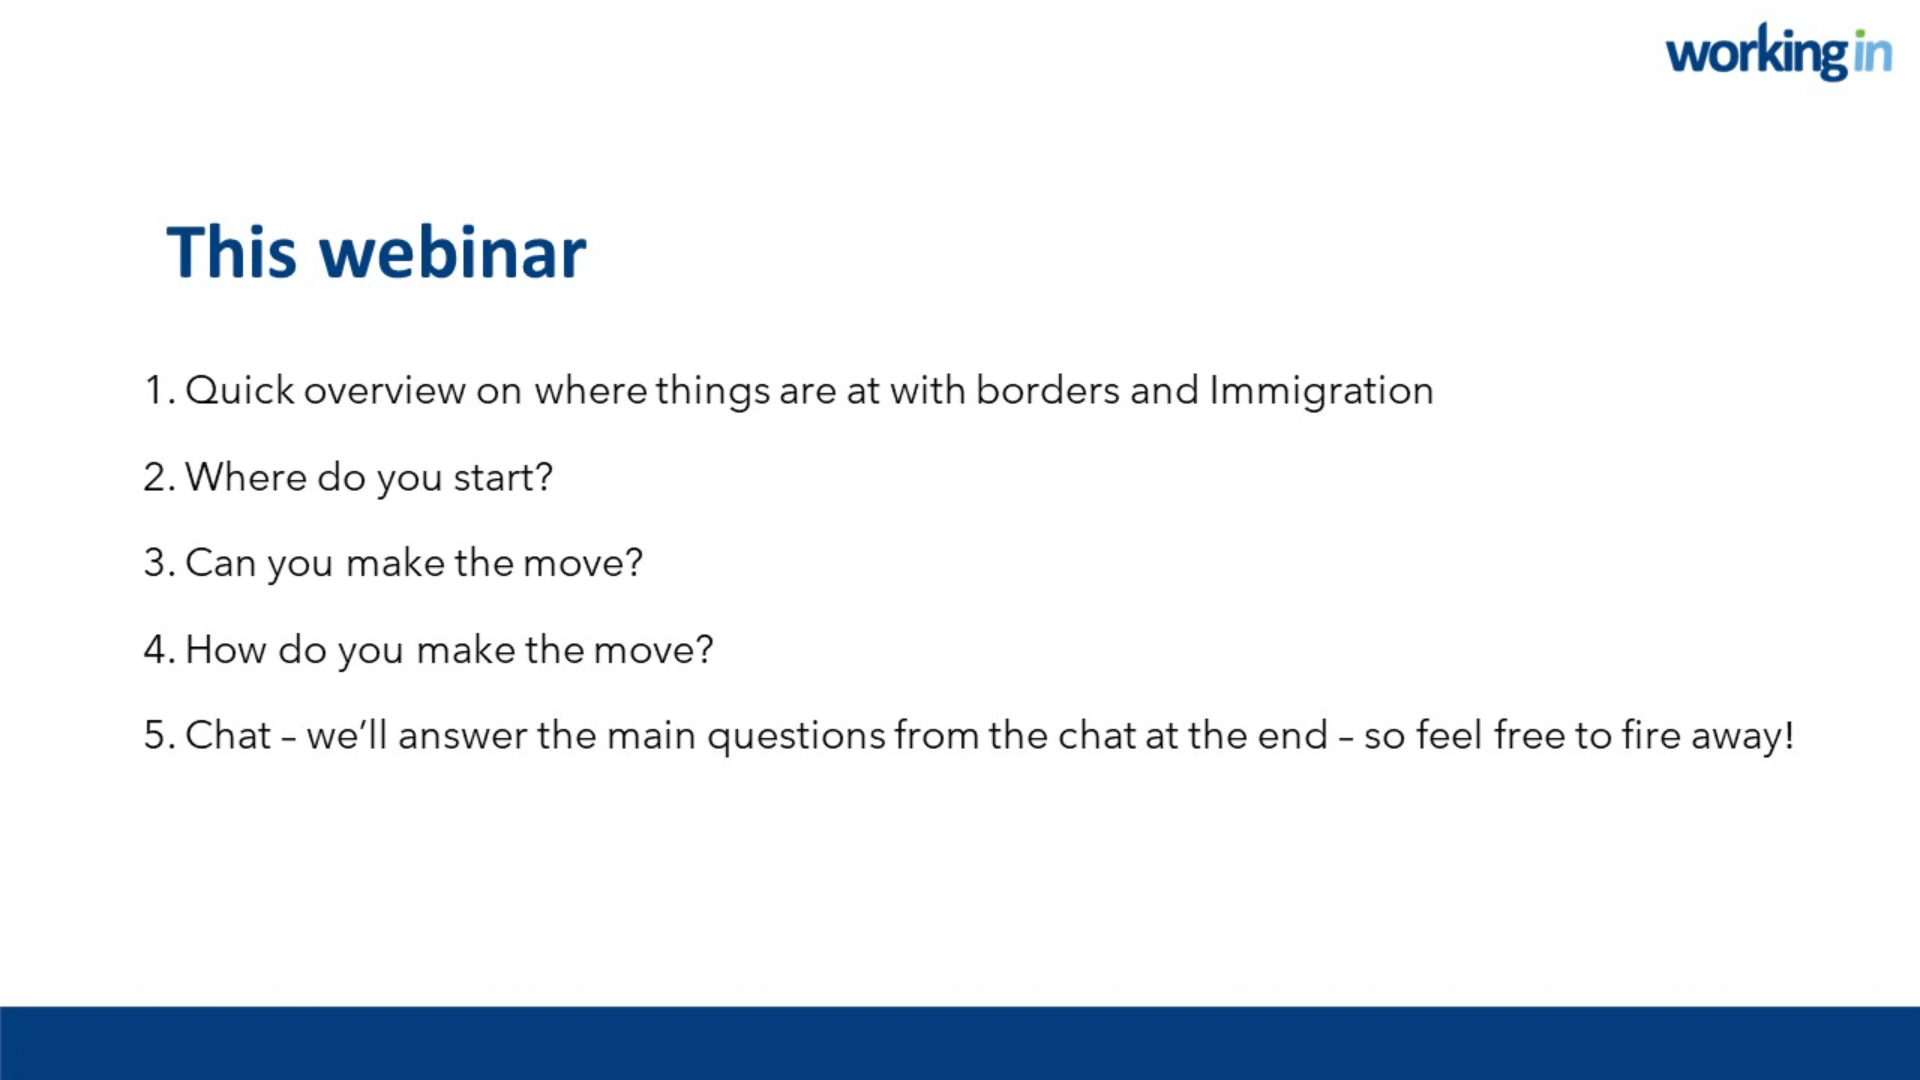 workingin
This webinar
1. Quick overview on where things are at with borders and Immigration
2. Where do you start?
3. Can you make the move?
4. How do you make the move?
5. Chat – we’ll answer the main questions from the chat at the end – so feel free to fire away!